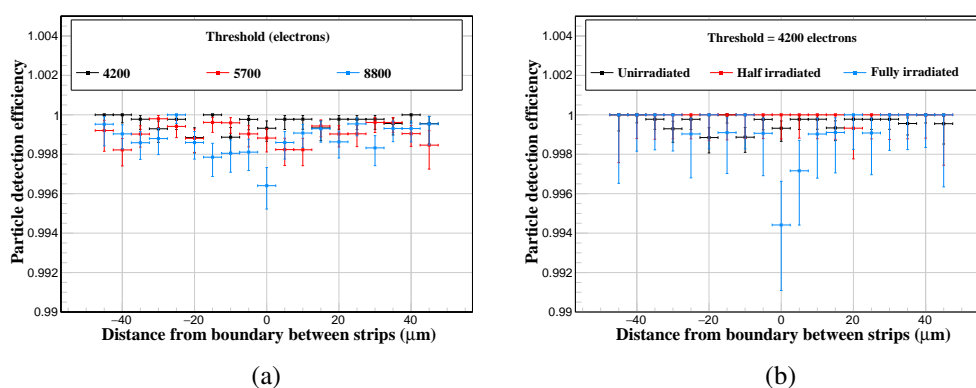 Threshold (electrons)
4200 5700 8800
Particle detection efficiency
1.004
1.002
1
0.998
0.996
0.994
0.992
0.99
−40 −20 0 20 40
Distance from boundary between strips (μm)
(a)
Threshold = 4200 electrons
Unirradiated Half irradiated Fully irradiated
Particle detection efficiency
1.004
1.002
1
0.998
0.996
0.994
0.992
0.99
−40 −20 0 20 40
Distance from boundary between strips (μm)
(b)